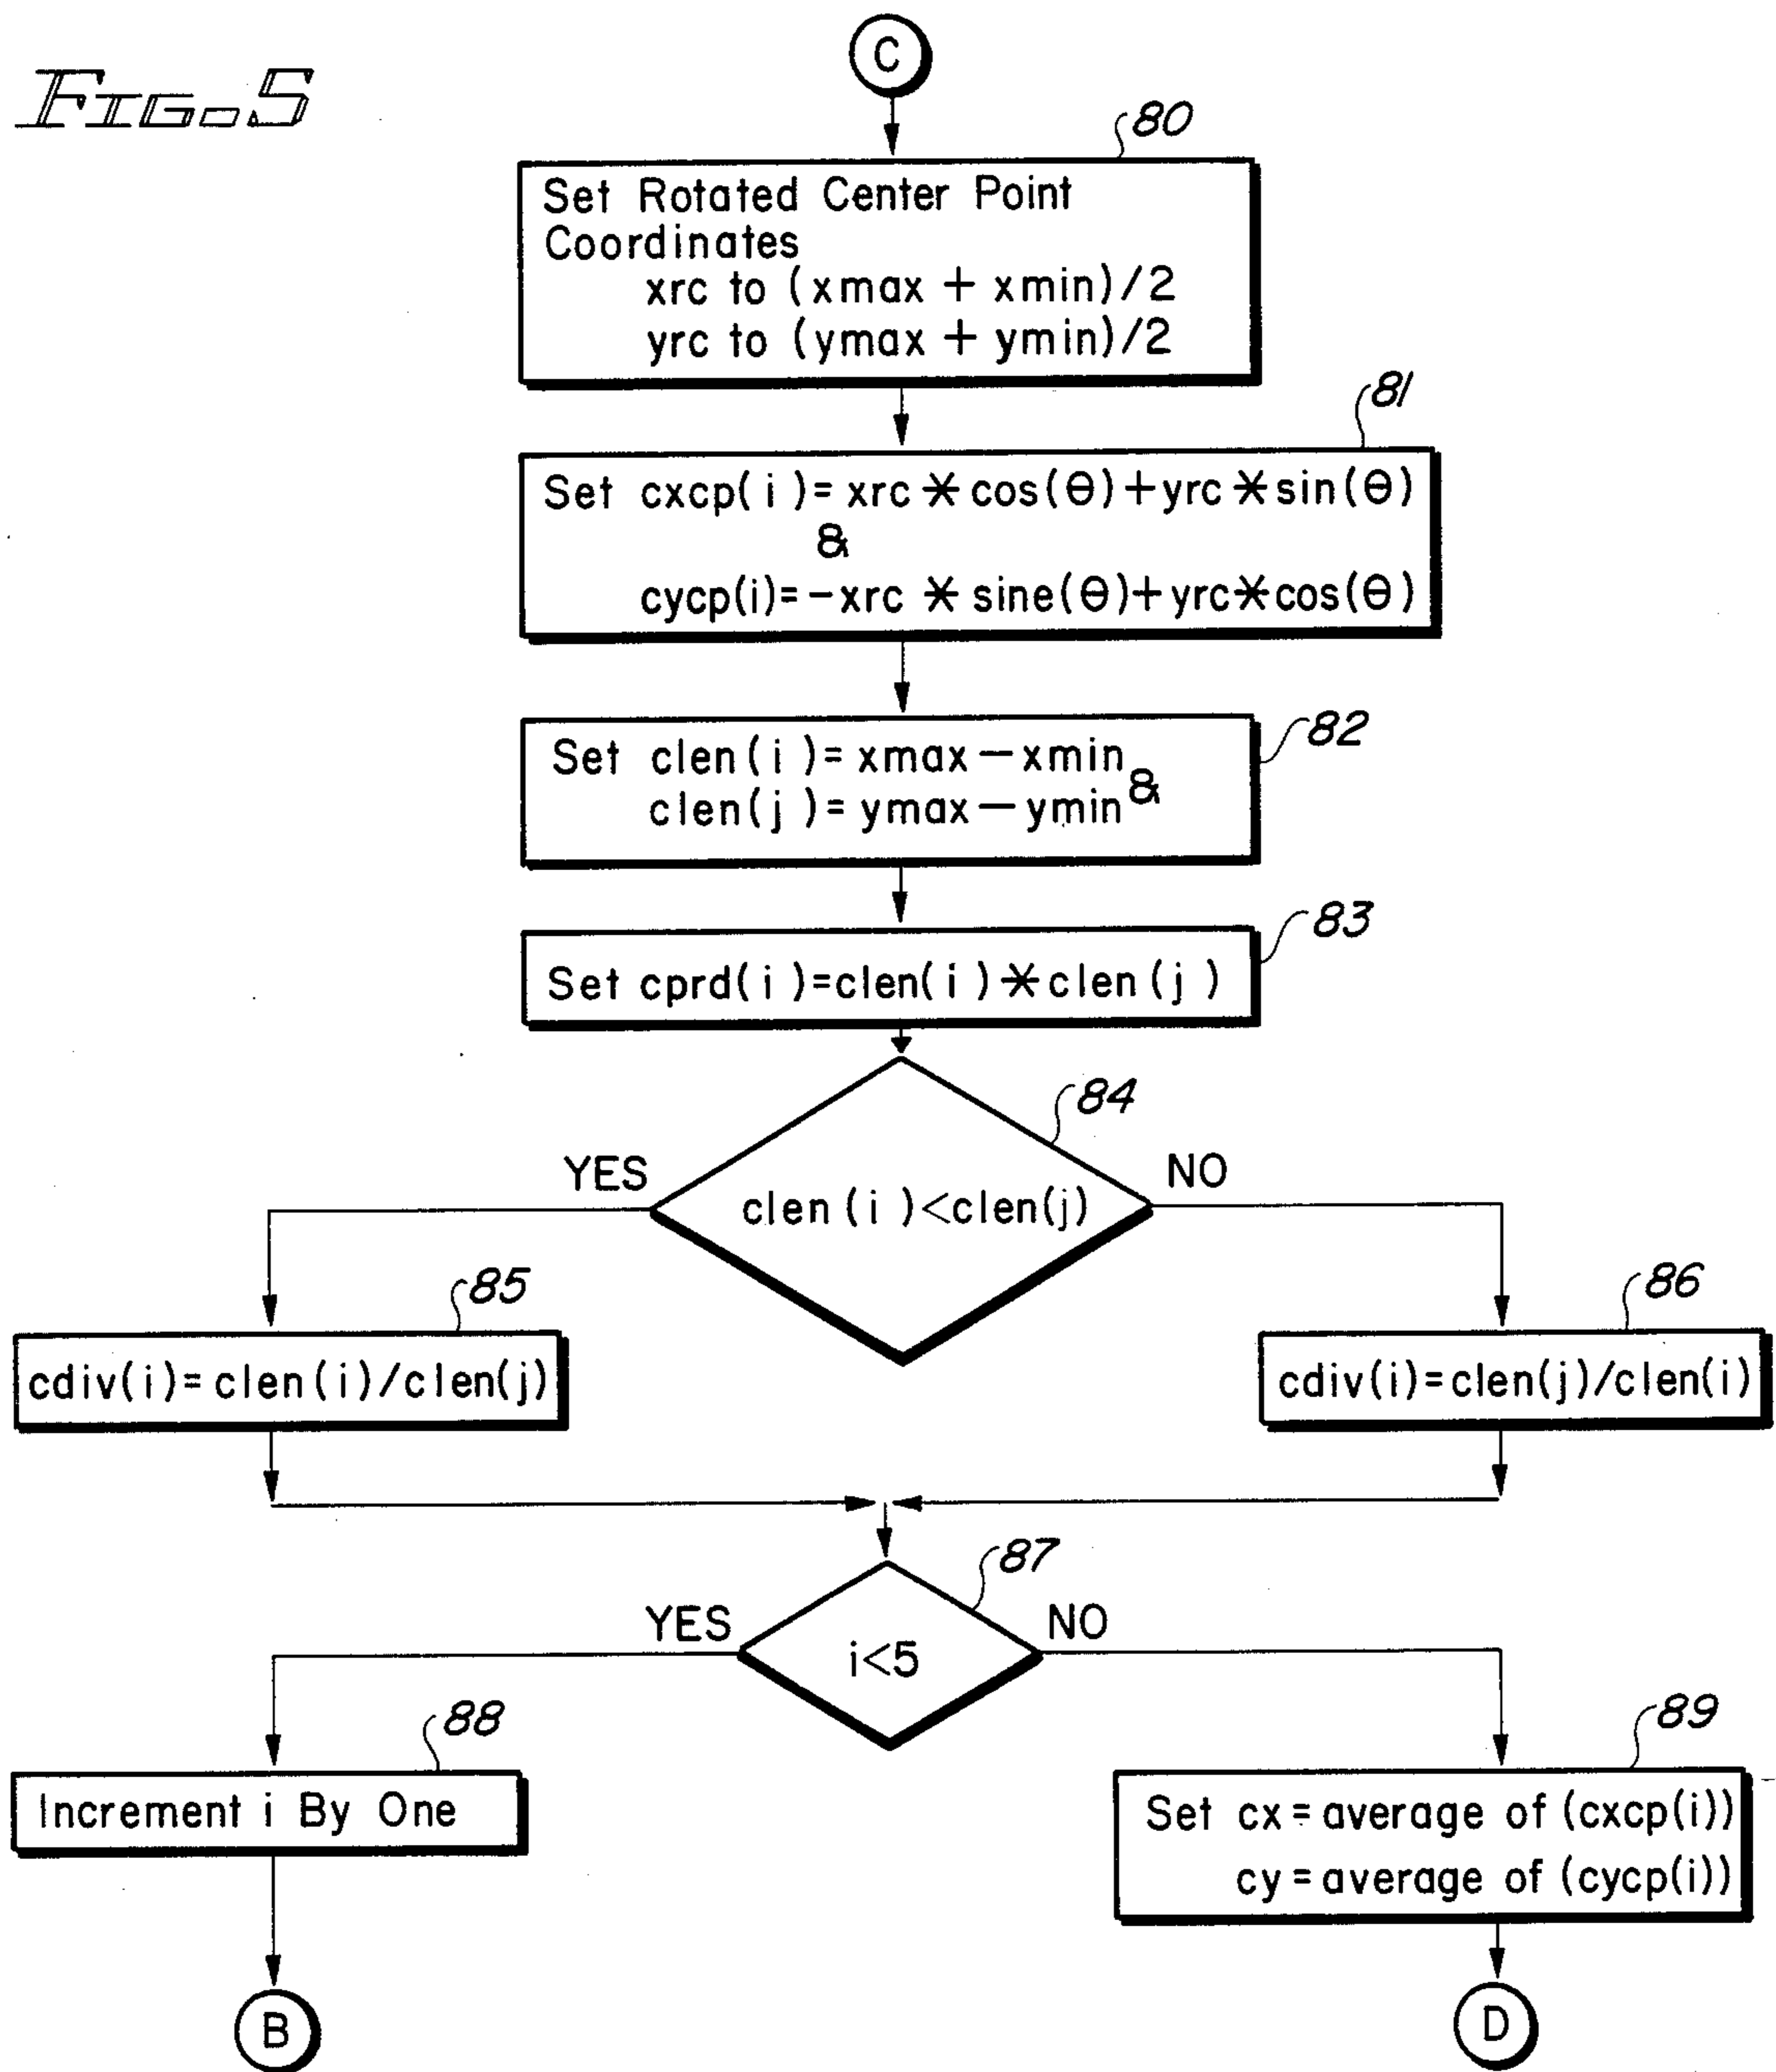 FIG. 5
C
80
Set Rotated Center Point
Coordinates
xrc to (xmax + xmin)/2
yrc to (ymax + ymin)/2
81
Set cxcp(i)= xrc * cos(θ)+yrc * sin(θ)
&
cycp(i)=-xrc * sine(θ)+yrc*cos(θ)
82
Set clen(i)= xmax - xmin
&
clen(j)= ymax - ymin
83
Set cprd(i)=clen(i)*clen(j)
84
YES
NO
clen(i)<clen(j)
85
86
cdiv(i)=clen(i)/clen(j)
cdiv(i)=clen(j)/clen(i)
87
YES
NO
i<5
88
89
Increment i By One
Set cx=average of (cxcp(i))
cy=average of (cycp(i))
B
D